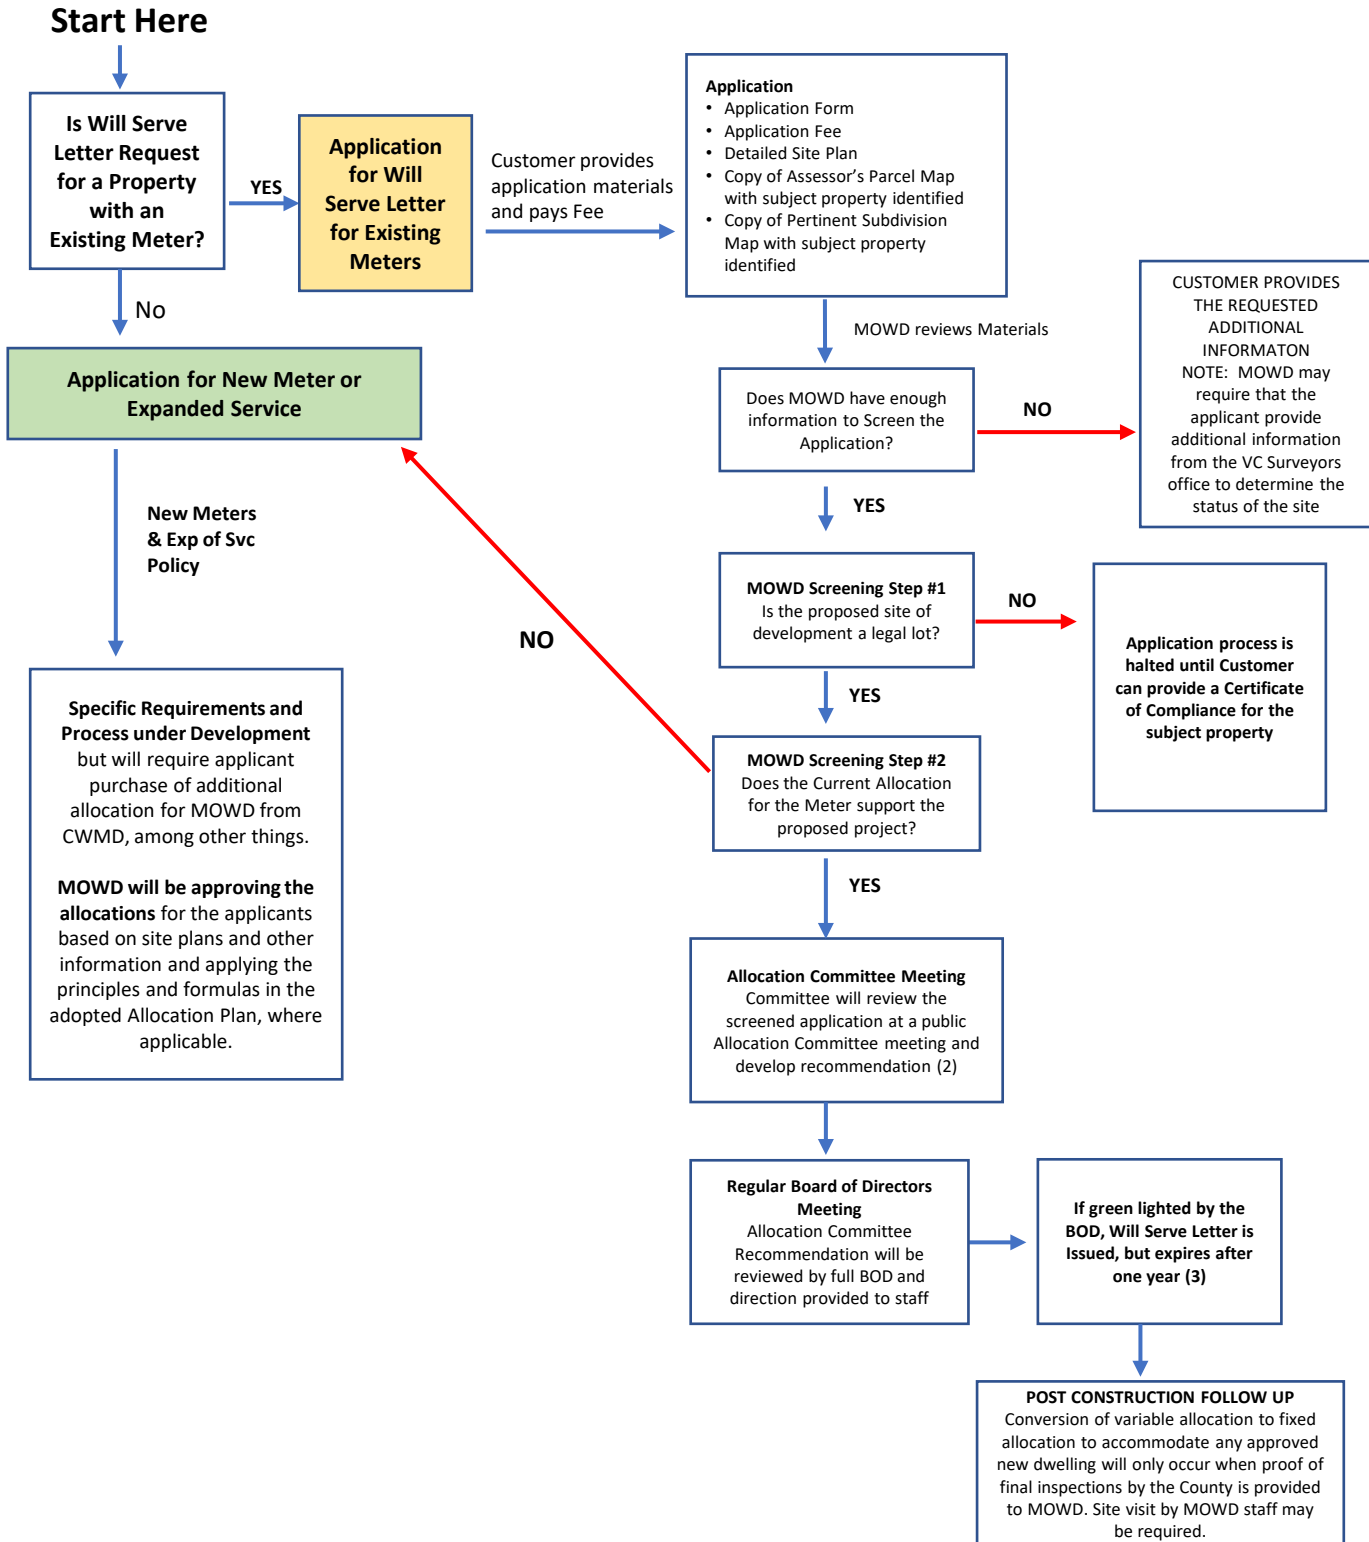 Start Here
Is Will Serve
Letter Request
for a Property
with an
Existing Meter?
YES
Application
for Will
Serve Letter
for Existing
Meters
Customer provides
application materials
and pays Fee
Application
• Application Form
• Application Fee
• Detailed Site Plan
• Copy of Assessor’s Parcel Map
with subject property identified
• Copy of Pertinent Subdivision
Map with subject property
identified
No
Application for New Meter or
Expanded Service
MOWD reviews Materials
Does MOWD have enough
information to Screen the
Application?
NO
CUSTOMER PROVIDES
THE REQUESTED
ADDITIONAL
INFORMATON
NOTE: MOWD may
require that the
applicant provide
additional information
from the VC Surveyors
office to determine the
status of the site
New Meters
& Exp of Svc
Policy
YES
MOWD Screening Step #1
Is the proposed site of
development a legal lot?
NO
Application process is
halted until Customer
can provide a Certificate
of Compliance for the
subject property
NO
YES
Specific Requirements and
Process under Development
but will require applicant
purchase of additional
allocation for MOWD from
CWMD, among other things.
MOWD will be approving the
allocations for the applicants
based on site plans and other
information and applying the
principles and formulas in the
adopted Allocation Plan, where
applicable.
MOWD Screening Step #2
Does the Current Allocation
for the Meter support the
proposed project?
YES
Allocation Committee Meeting
Committee will review the
screened application at a public
Allocation Committee meeting and
develop recommendation (2)
Regular Board of Directors
Meeting
Allocation Committee
Recommendation will be
reviewed by full BOD and
direction provided to staff
If green lighted by the
BOD, Will Serve Letter is
Issued, but expires after
one year (3)
POST CONSTRUCTION FOLLOW UP
Conversion of variable allocation to fixed
allocation to accommodate any approved
new dwelling will only occur when proof of
final inspections by the County is provided
to MOWD. Site visit by MOWD staff may
be required.